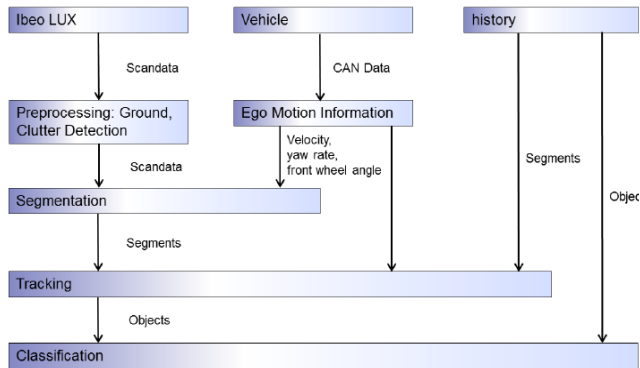 Ibeo LUX
Vehicle
history
Scandata
CAN Data
Preprocessing: Ground,
Clutter Detection
Ego Motion Information
Velocity,
yaw rate,
front wheel angle
Scandata
Segments
Segmentation
Objec
Segments
Tracking
Objects
Classification